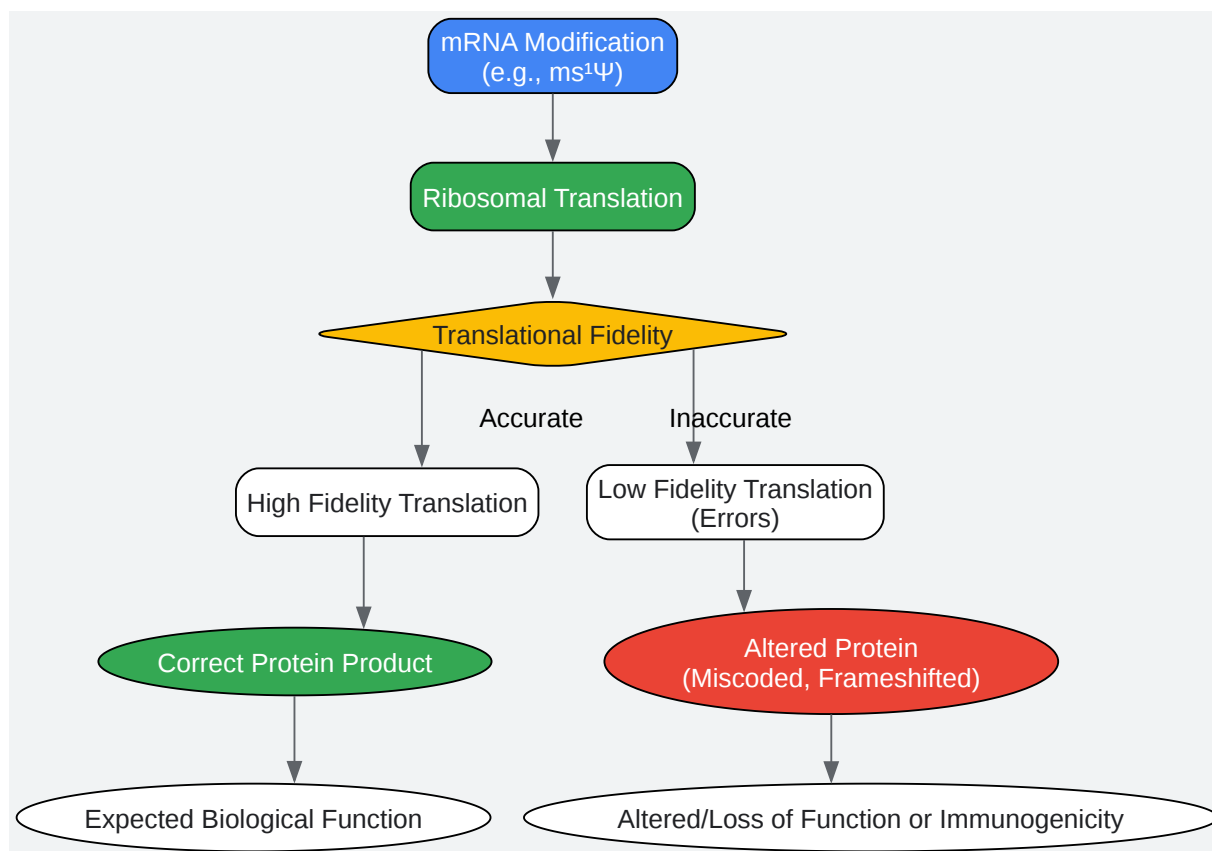 mRNA Modification
(e.g., ms¹Ψ)
Ribosomal Translation
Translational Fidelity
Accurate
Inaccurate
High Fidelity Translation
Low Fidelity Translation
(Errors)
Correct Protein Product
Altered Protein
(Miscoded, Frameshifted)
Expected Biological Function
Altered/Loss of Function or Immunogenicity